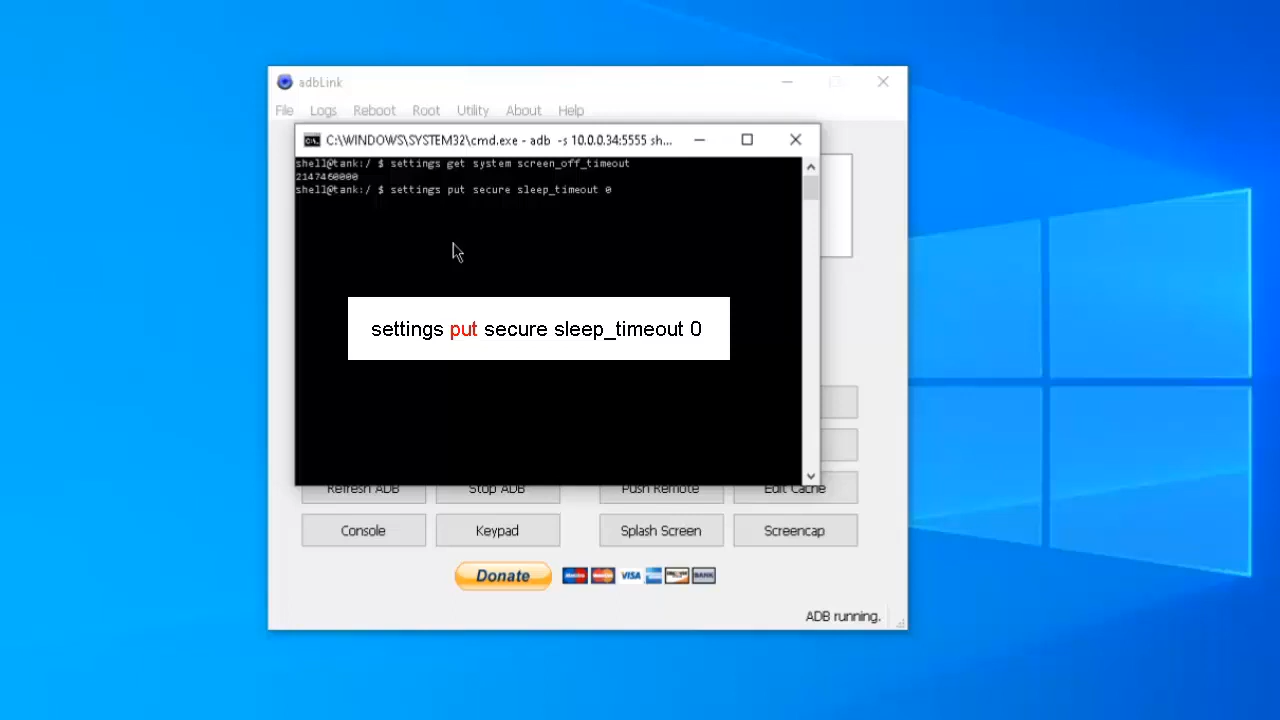 adbLink
File Logs Reboot Root Utility About Help
C:\WINDOWS\SYSTEM32\cmd.exe - adb -s 10.0.0.34:5555 sh...
shell@tank:/ $ settings get system screen_off_timeout
2147460000
shell@tank:/ $ settings put secure sleep_timeout 0
settings put secure sleep_timeout 0
Refresh ADB Stop ADB Push Remote Edit Cache
Console Keypad Splash Screen Screencap
Donate VISA BANK
ADB running.